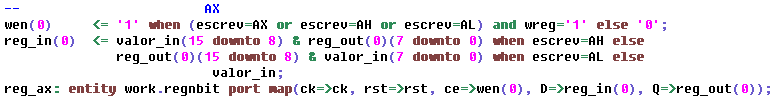 -- AX
wen(0) <= '1' when (escrev=AX or escrev=AH or escrev=AL) and wreg='1' else '0';
reg_in(0) <= valor_in(15 downto 8) & reg_out(0)(7 downto 0) when escrev=AH else
reg_out(0)(15 downto 8) & valor_in(7 downto 0) when escrev=AL else
valor_in;
reg_ax: entity work.regnbit port map(ck=>ck, rst=>rst, ce=>wen(0), D=>reg_in(0), Q=>reg_out(0));